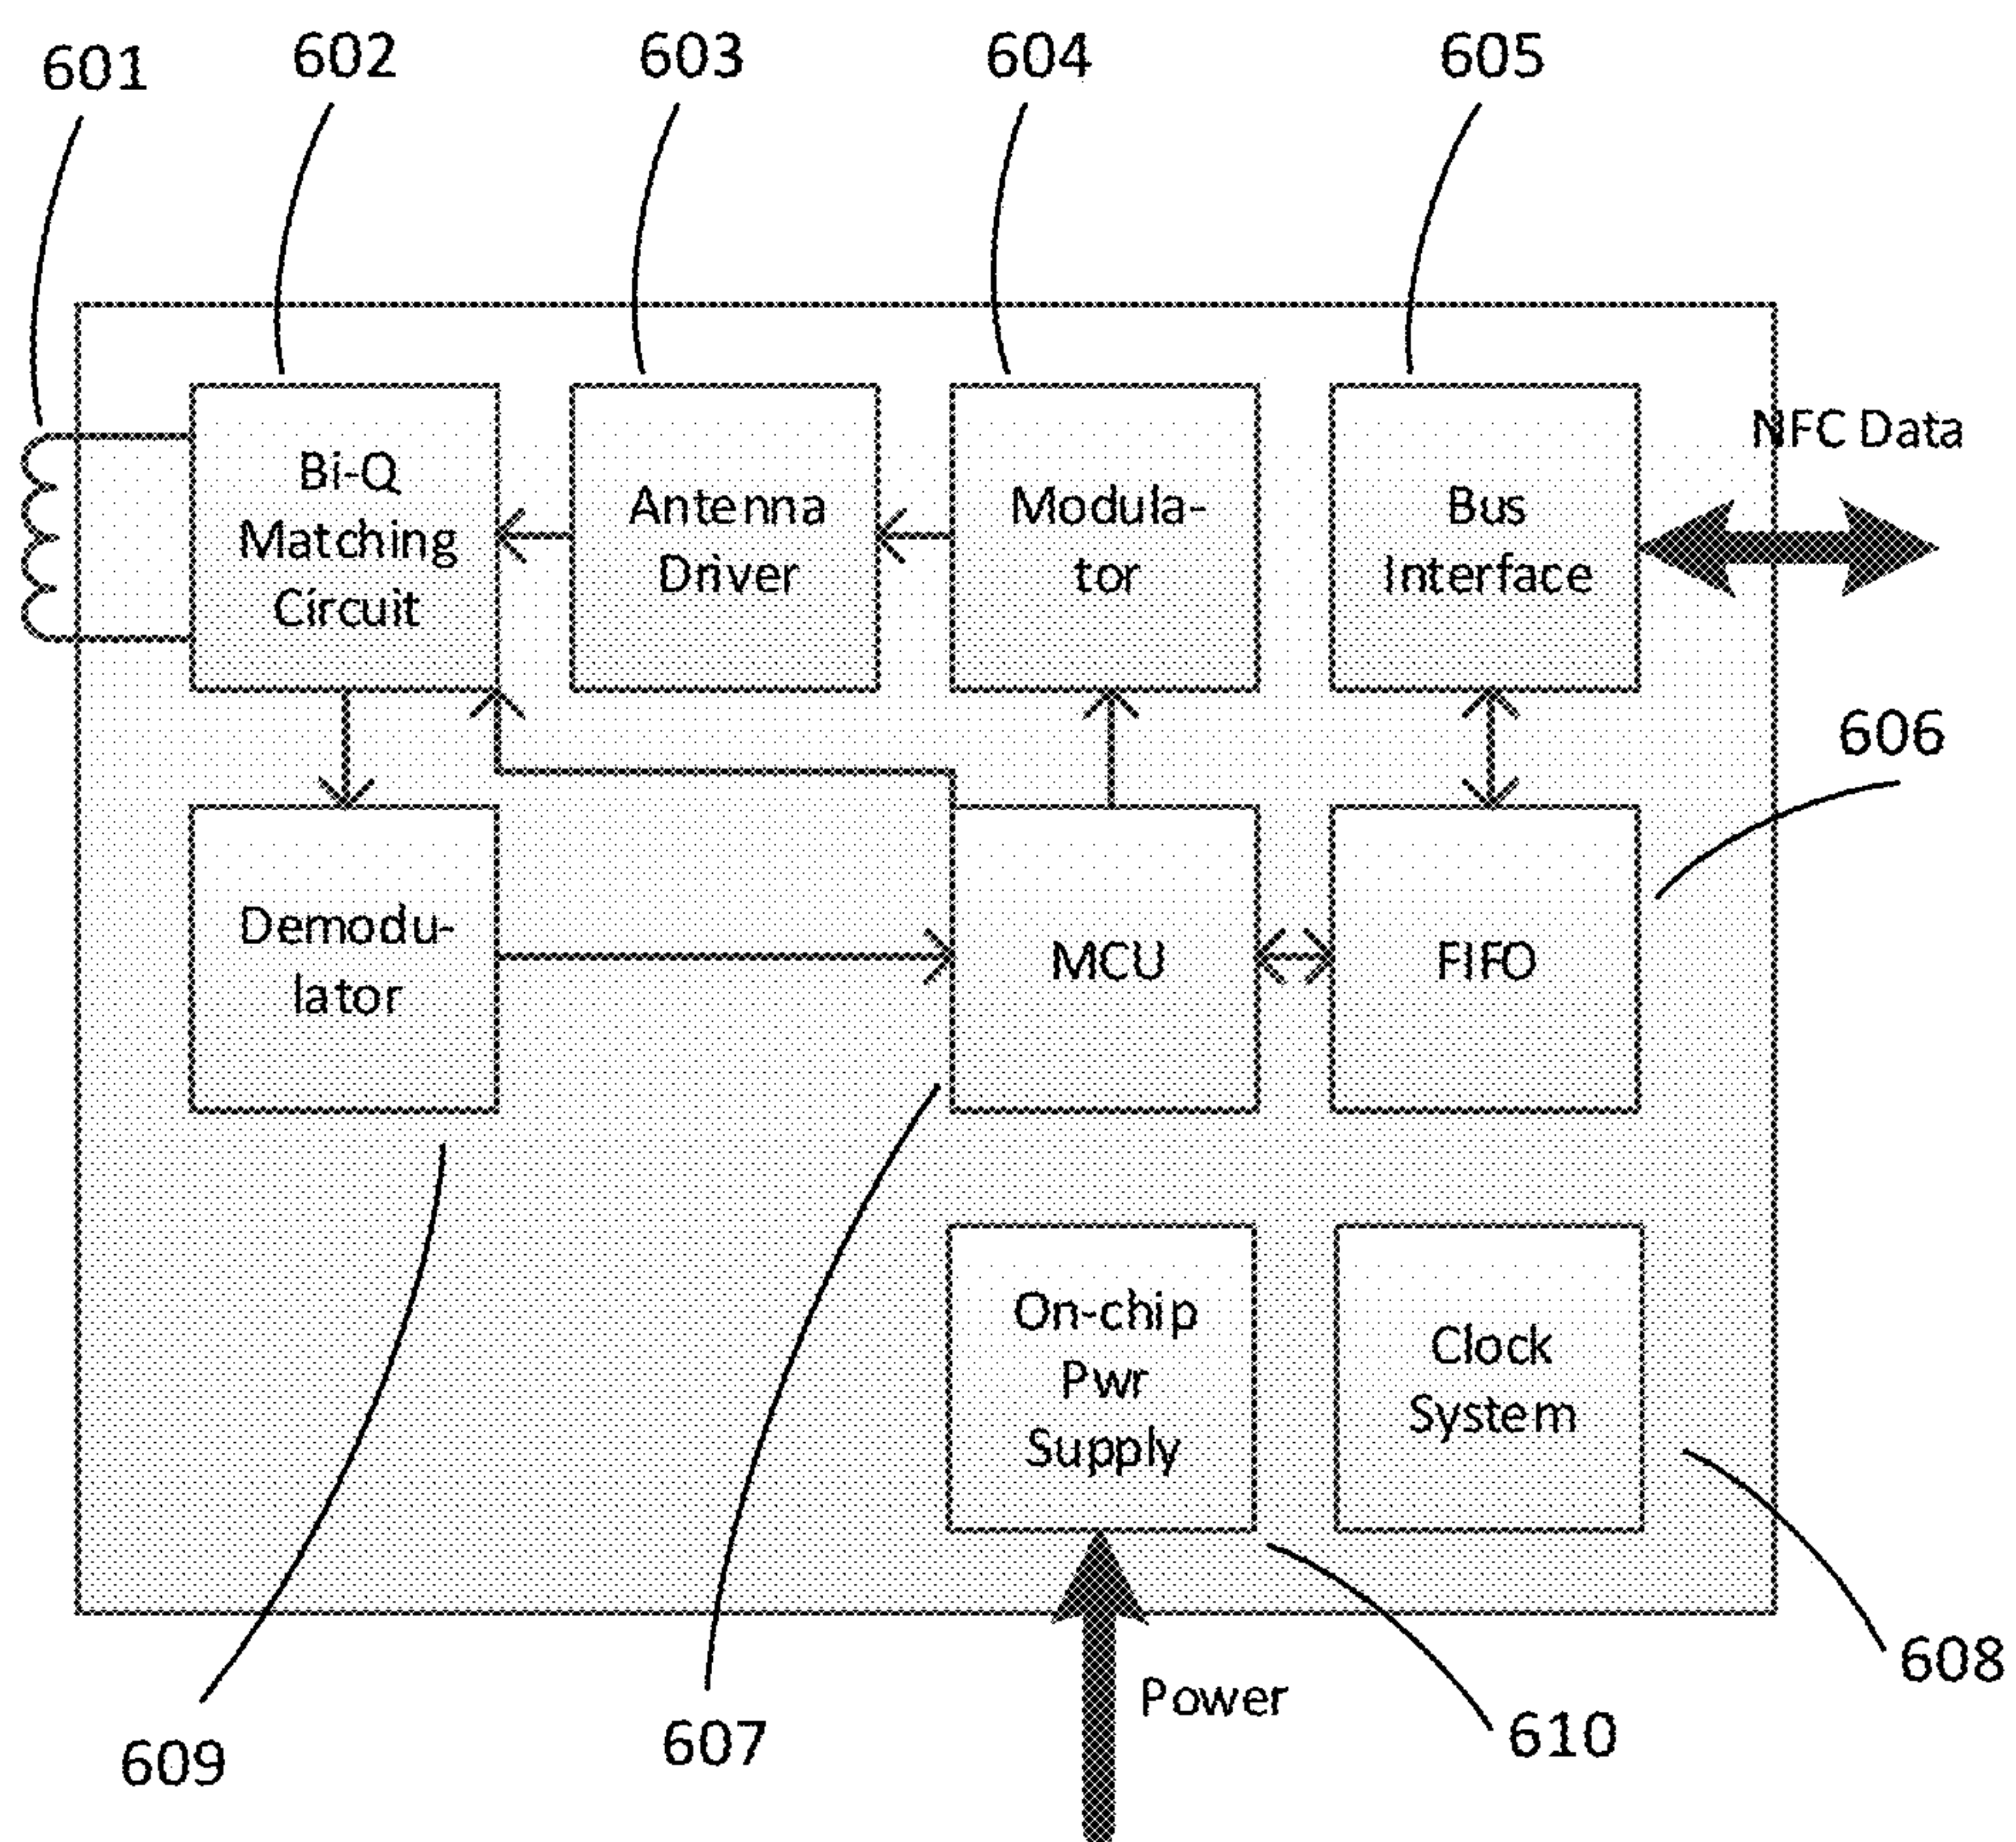 601
602
603
604
605
Bi-Q
Matching
Circuit
Antenna
Driver
Modula-
tor
Bus
Interface
NFC Data
606
Demodu-
lator
MCU
FIFO
On-chip
Pwr
Supply
Clock
System
608
Power
610
607
609